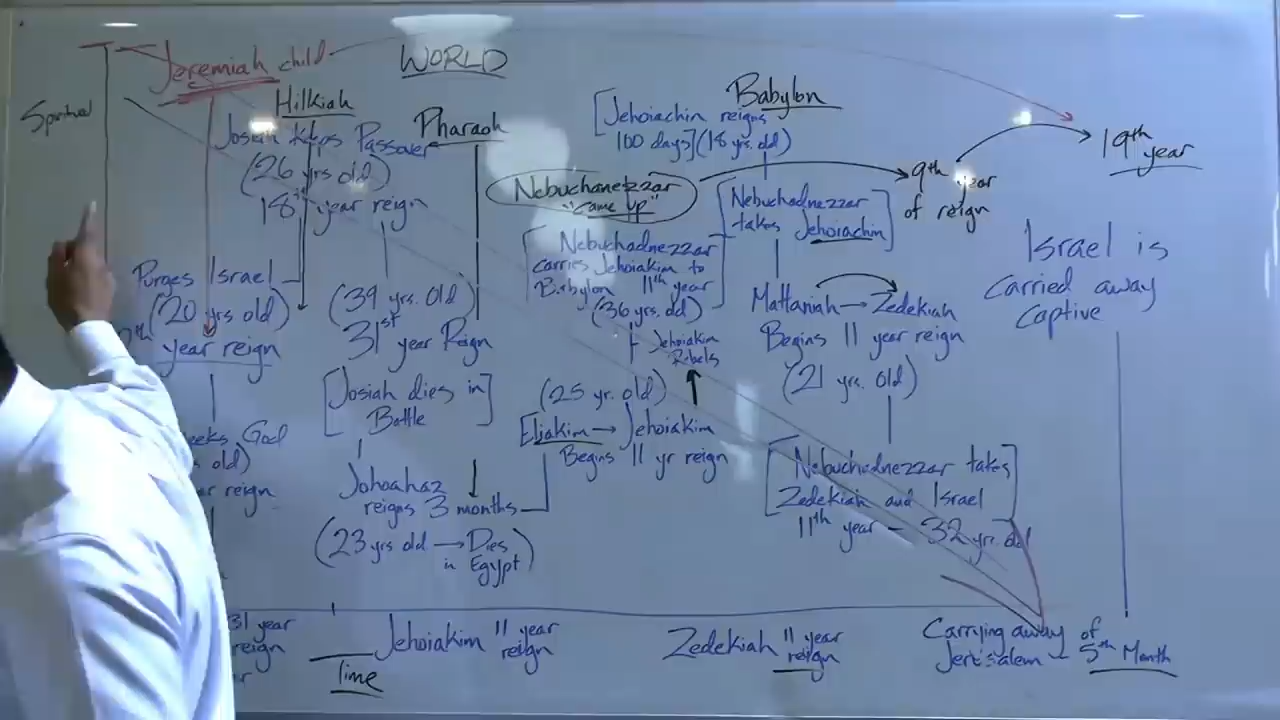 Jeremiah child
WORLD
Spiritual
Hilkiah
Josiah keeps Passover
(26 yrs old)
18th year reign
Pharaoh
Purges Israel
(20 yrs old)
year reign
eeks God
s old)
reign
(39 yrs. Old)
31st year Reign
[Josiah dies in
Battle]
Johoahaz
reigns 3 months
(23 yrs old → Dies
in Egypt)
Babylon
[Jehoiachin reigns
100 days] (18 yrs. old)
Nebuchanezzar
"came up"
9th year
of reign
19th
year
[Nebuchadnezzar
carries Jehoiakim to
Babylon 11th year]
(36 yrs. old)
Jehoiakim
Rebels
(25 yr. old)
Eliakim → Jehoiakim
Begins 11 yr reign
[Nebuchadnezzar
takes Jehoiachin]
Mattaniah → Zedekiah
Begins 11 year reign
(21 yrs. old)
[Nebuchadnezzar takes
Zedekiah and Israel]
11th year — 32 yr. old
Israel is
Carried away
Captive
31 year
reign
Jehoiakim 11 year
reign
Time
Zedekiah 11 year
reign
Carrying away of
Jerusalem – 5th Month